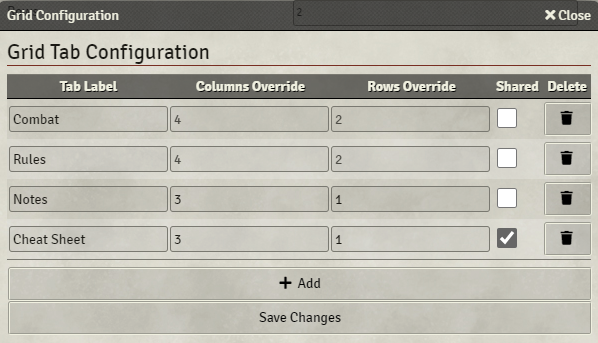 2
Grid Configuration Close
Grid Tab Configuration
Tab Label Columns Override Rows Override Shared Delete
Combat 4 2
Rules 4 2
Notes 3 1
Cheat Sheet 3 1
Add
Save Changes